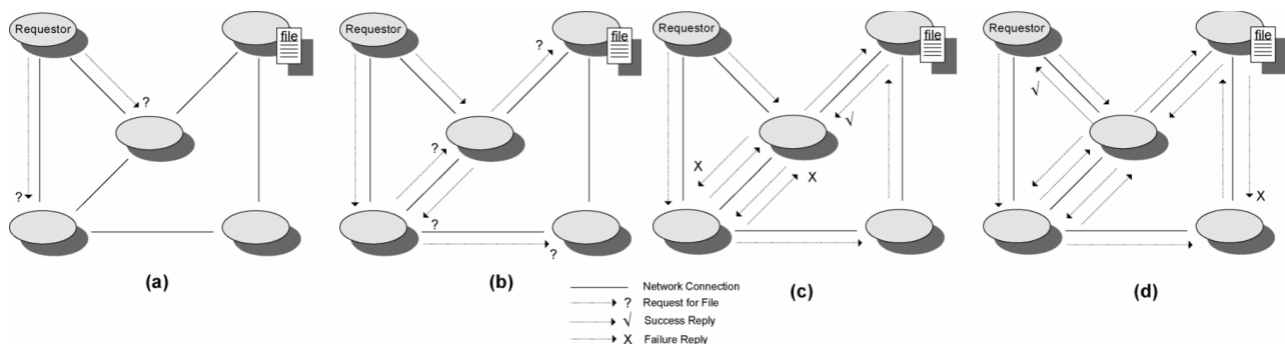 Requestor file Requestor file Requestor file Requestor file
? ? ? √ √
? ? X X
? ? X
(a) (b) (c) (d)
Network Connection
? Request for File
√ Success Reply
X Failure Reply